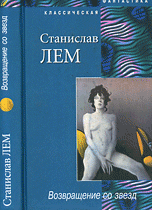 КЛАССИЧЕСКАЯ
ФАНТАСТИКА
Станислав
ЛЕМ
Возвращение со звезд
Станислав ЛЕМ
Возвращение со звезд